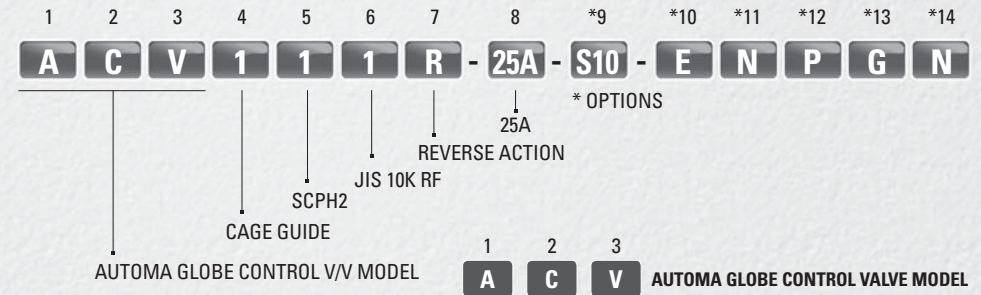 1 2 3 4 5 6 7 8 *9 *10 *11 *12 *13 *14
A C V 1 1 1 R - 25A - S10 - E N P G N
* OPTIONS
25A
REVERSE ACTION
JIS 10K RF
SCPH2
CAGE GUIDE
AUTOMA GLOBE CONTROL V/V MODEL
1 2 3
A C V AUTOMA GLOBE CONTROL VALVE MODEL